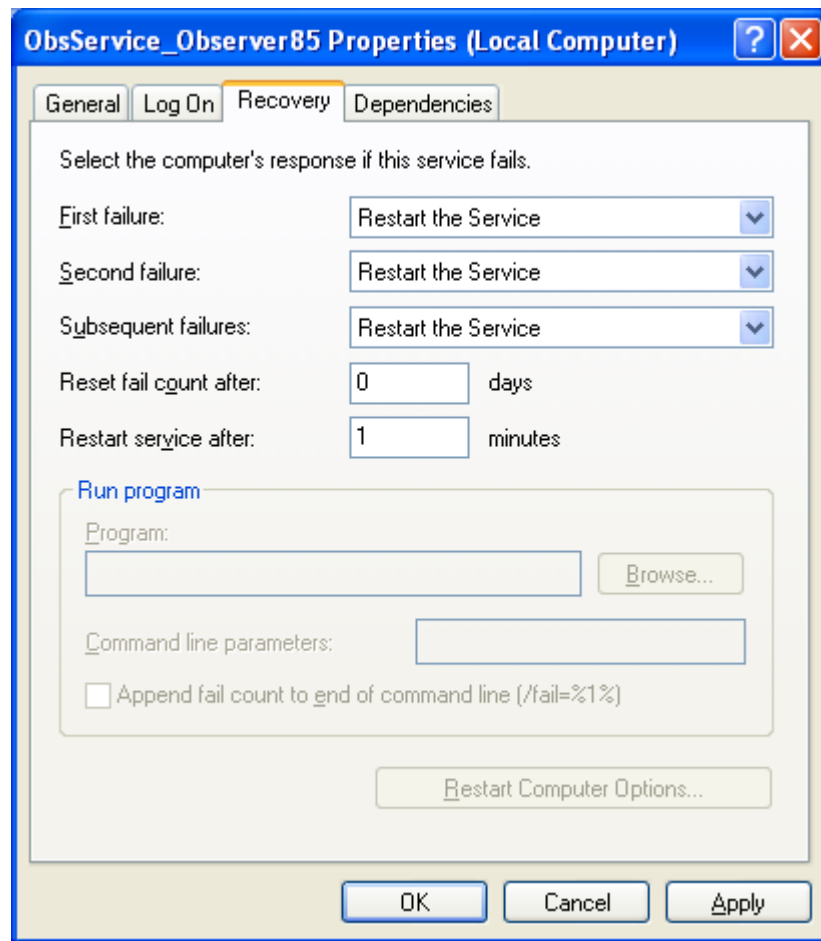 ObsService_Observer85 Properties (Local Computer)
General Log On Recovery Dependencies
Select the computer's response if this service fails.
First failure: Restart the Service
Second failure: Restart the Service
Subsequent failures: Restart the Service
Reset fail count after: 0 days
Restart service after: 1 minutes
Run program
Program:
Browse...
Command line parameters:
Append fail count to end of command line (/fail=%1%)
Restart Computer Options...
OK Cancel Apply